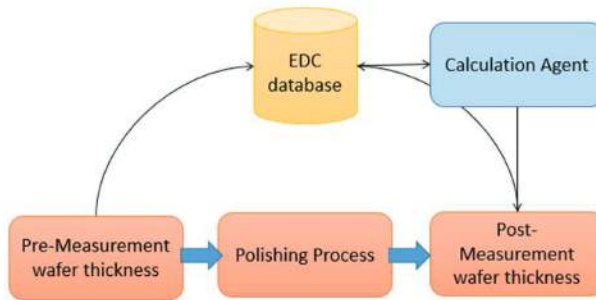 EDC
database
Calculation Agent
Pre-Measurement
wafer thickness
Polishing Process
Post-
Measurement
wafer thickness